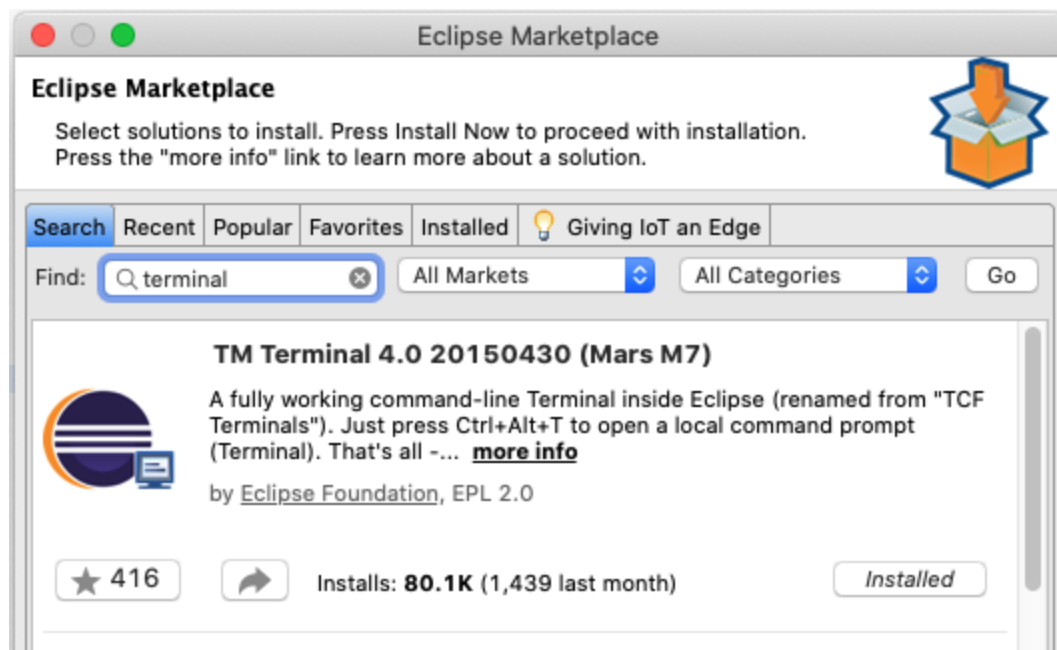 Eclipse Marketplace
Eclipse Marketplace
Select solutions to install. Press Install Now to proceed with installation.
Press the "more info" link to learn more about a solution.
Search Recent Popular Favorites Installed Giving IoT an Edge
Find: terminal All Markets All Categories Go
TM Terminal 4.0 20150430 (Mars M7)
A fully working command-line Terminal inside Eclipse (renamed from "TCF
Terminals"). Just press Ctrl+Alt+T to open a local command prompt
(Terminal). That's all -... more info
by Eclipse Foundation, EPL 2.0
416 Installs: 80.1K (1,439 last month) Installed